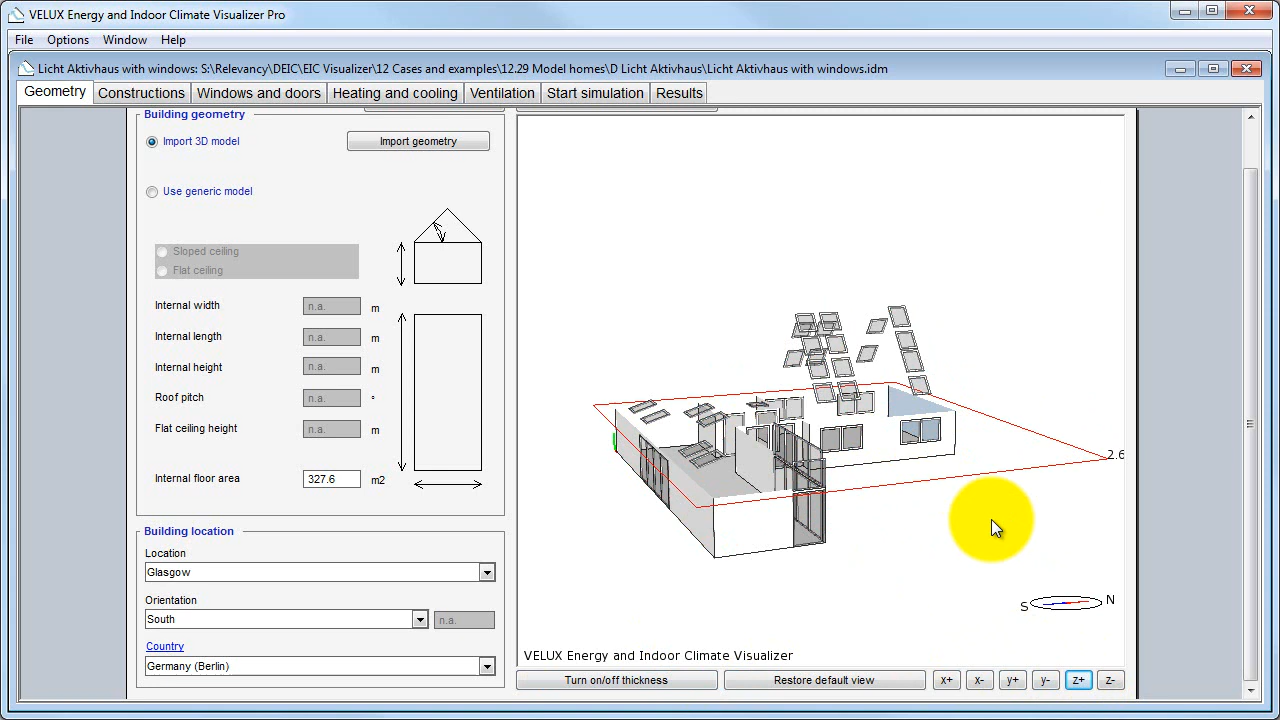 VELUX Energy and Indoor Climate Visualizer Pro
File Options Window Help
Licht Aktivhaus with windows: S:\Relevancy\DEIC\EIC Visualizer\12 Cases and examples\12.29 Model homes\D Licht Aktivhaus\Licht Aktivhaus with windows.idm
Geometry Constructions Windows and doors Heating and cooling Ventilation Start simulation Results
Building geometry
Import 3D model Import geometry
Use generic model
Sloped ceiling
Flat ceiling
Internal width n.a. m
Internal length n.a. m
Internal height n.a. m
Roof pitch n.a. °
Flat ceiling height n.a. m
Internal floor area 327.6 m2
Building location
Location
Glasgow
Orientation
South n.a.
Country
Germany (Berlin)
2.6
S N
VELUX Energy and Indoor Climate Visualizer
Turn on/off thickness Restore default view x+ x- y+ y- z+ z-